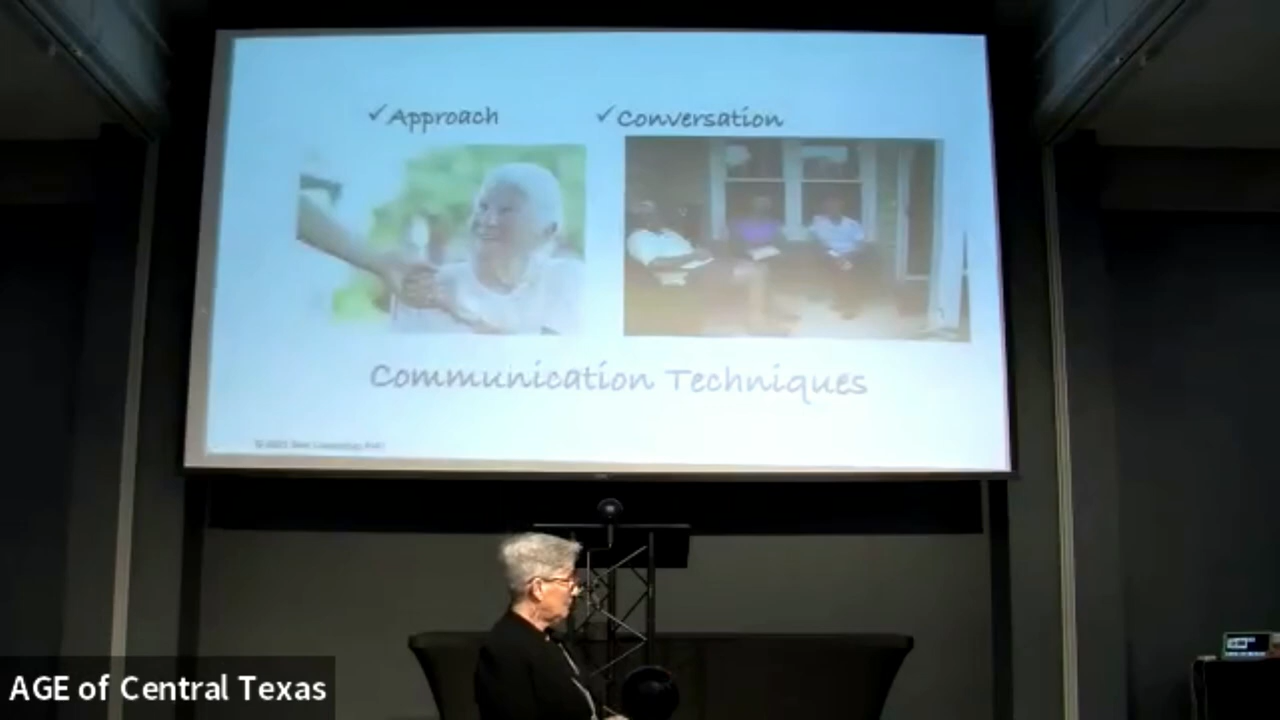 ✓Approach
✓Conversation
Communication Techniques
AGE of Central Texas